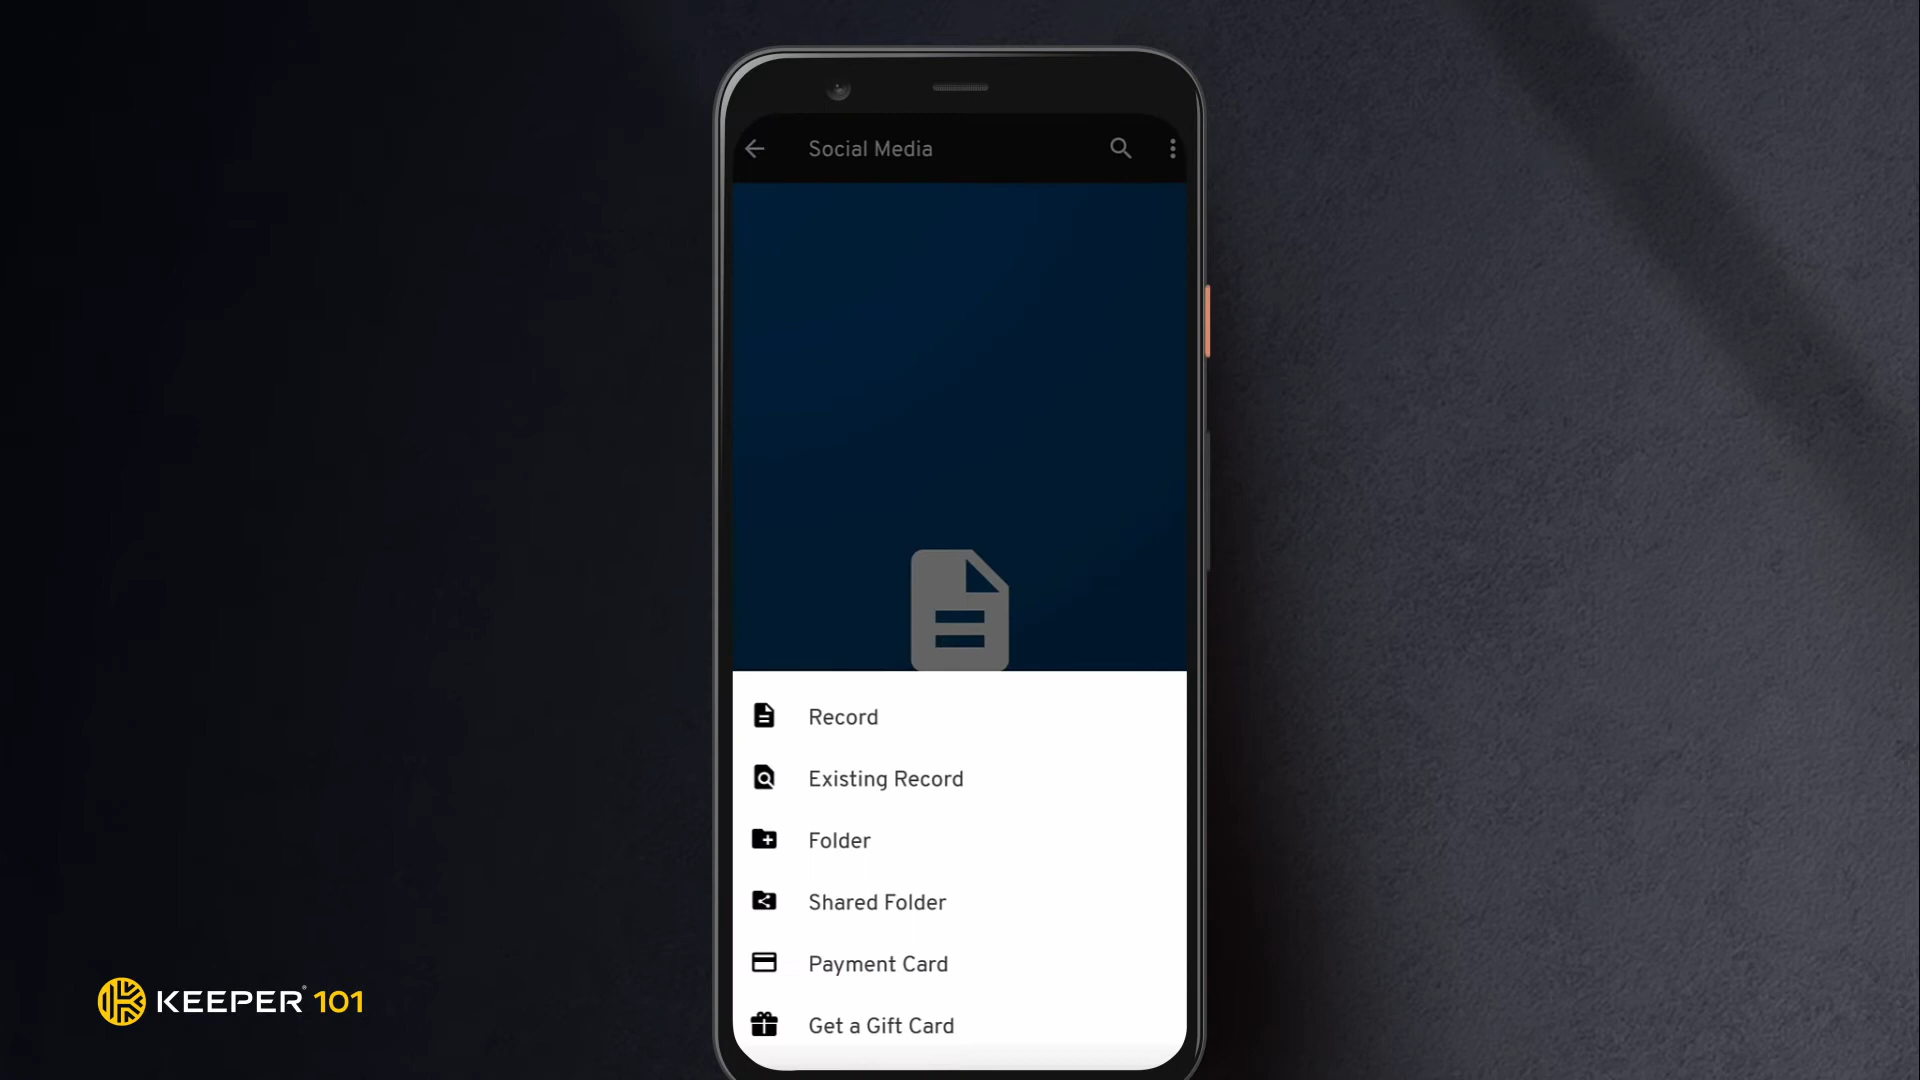 Social Media
Record
Existing Record
Folder
Shared Folder
Payment Card
Get a Gift Card
KEEPER® 101